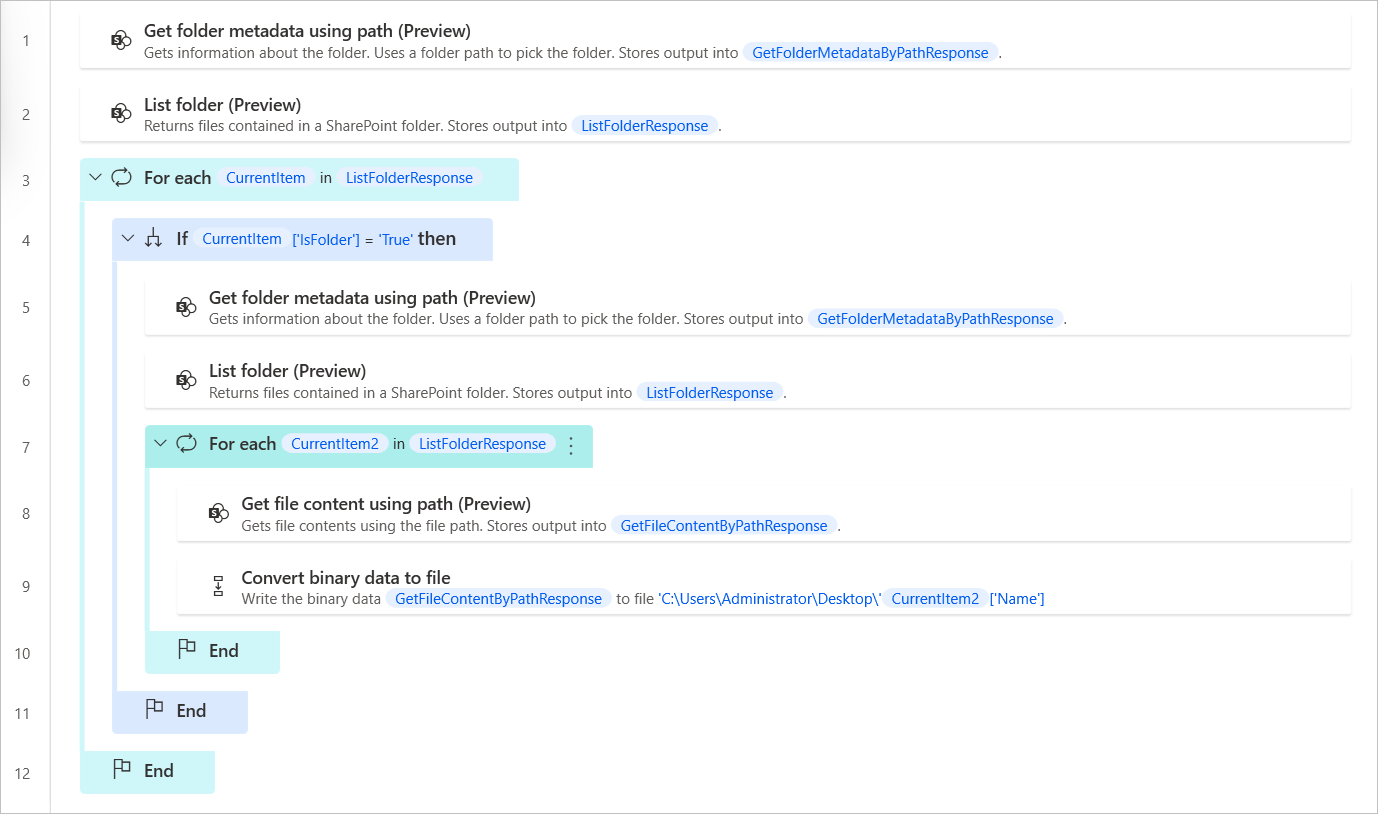 1
Get folder metadata using path (Preview)
Gets information about the folder. Uses a folder path to pick the folder. Stores output into GetFolderMetadataByPathResponse .
2
List folder (Preview)
Returns files contained in a SharePoint folder. Stores output into ListFolderResponse .
3
For each CurrentItem in ListFolderResponse
4
If CurrentItem ['IsFolder'] = 'True' then
5
Get folder metadata using path (Preview)
Gets information about the folder. Uses a folder path to pick the folder. Stores output into GetFolderMetadataByPathResponse .
6
List folder (Preview)
Returns files contained in a SharePoint folder. Stores output into ListFolderResponse .
7
For each CurrentItem2 in ListFolderResponse
8
Get file content using path (Preview)
Gets file contents using the file path. Stores output into GetFileContentByPathResponse .
9
Convert binary data to file
Write the binary data GetFileContentByPathResponse to file 'C:\Users\Administrator\Desktop\' CurrentItem2 ['Name']
10
End
11
End
12
End